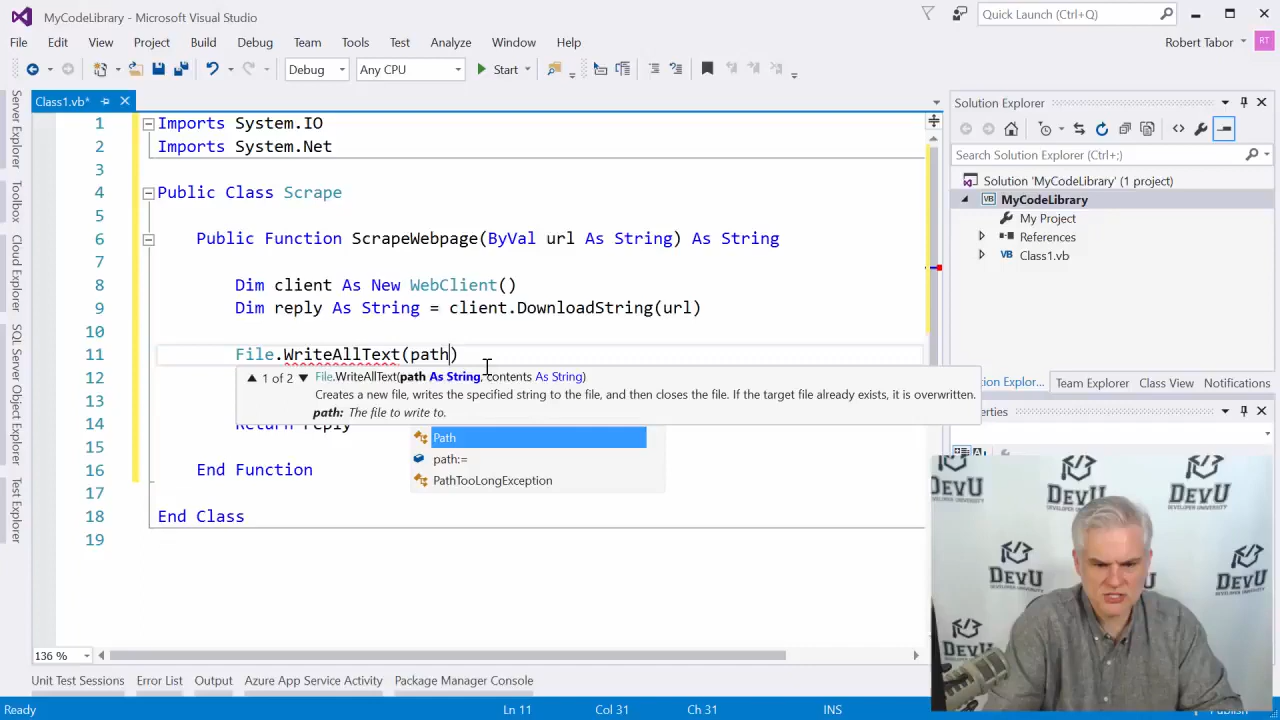 MyCodeLibrary - Microsoft Visual Studio
Quick Launch (Ctrl+Q)
File Edit View Project Build Debug Team Tools Test Analyze Window Help
Robert Tabor RT
Debug Any CPU Start
Class1.vb*
Server Explorer
Toolbox
Cloud Explorer
SQL Server Object Explorer
Test Explorer
1 Imports System.IO
2 Imports System.Net
3
4 Public Class Scrape
5
6 Public Function ScrapeWebpage(ByVal url As String) As String
7
8 Dim client As New WebClient()
9 Dim reply As String = client.DownloadString(url)
10
11 File.WriteAllText(path)
12
1 of 2 File.WriteAllText(path As String, contents As String)
Creates a new file, writes the specified string to the file, and then closes the file. If the target file already exists, it is overwritten.
13
path: The file to write to.
14 Return reply
Path
15
path:=
16 End Function
PathTooLongException
17
18 End Class
19
136 %
Solution Explorer
Search Solution Explorer (Ctrl+;)
Solution 'MyCodeLibrary' (1 project)
VB MyCodeLibrary
My Project
References
VB Class1.vb
Team Explorer Class View Notifications
DEVU
DEVELOPER UNIVERSITY
DEVU
DEVU
DEVU
Unit Test Sessions Error List Output Azure App Service Activity Package Manager Console
Ready Ln 11 Col 31 Ch 31 INS